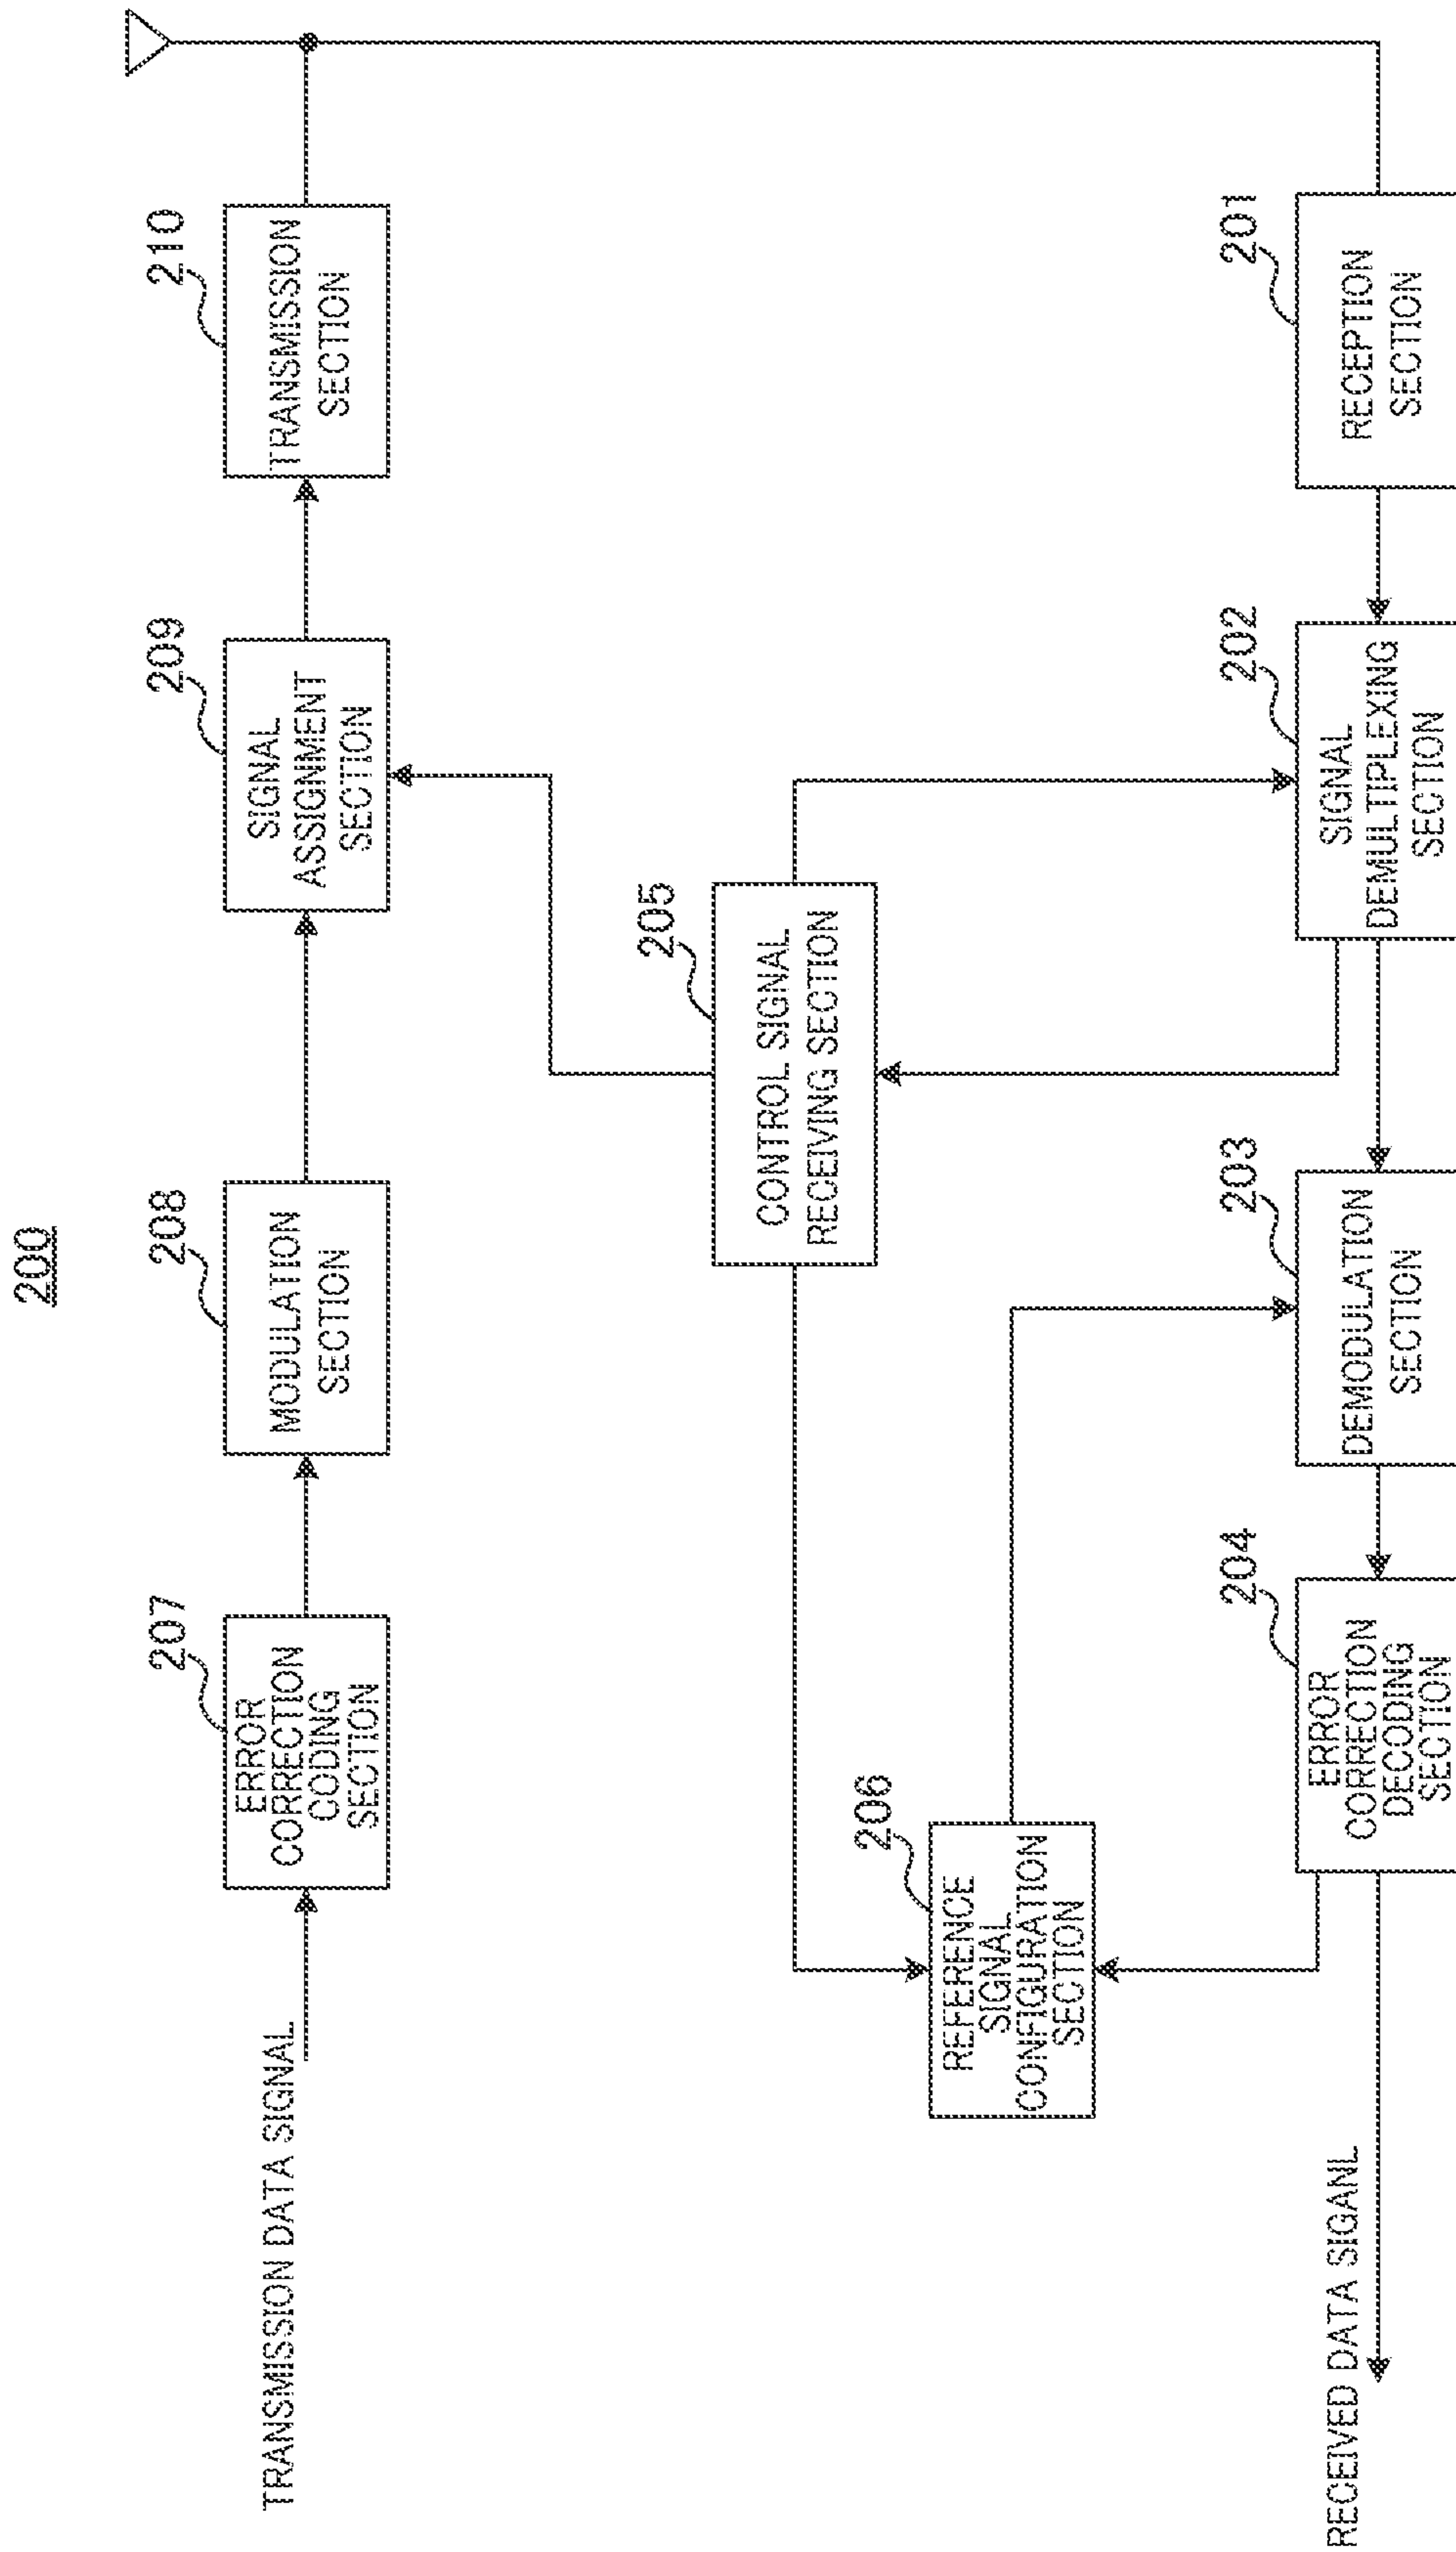 200
TRANSMISSION DATA SIGNAL
207
ERROR
CORRECTION
CODING
SECTION
208
MODULATION
SECTION
209
SIGNAL
ASSIGNMENT
SECTION
210
TRANSMISSION
SECTION
205
CONTROL SIGNAL
RECEIVING SECTION
206
REFERENCE
SIGNAL
CONFIGURATION
SECTION
RECEIVED DATA SIGANL
204
ERROR
CORRECTION
DECODING
SECTION
203
DEMODULATION
SECTION
202
SIGNAL
DEMULTIPLEXING
SECTION
201
RECEPTION
SECTION